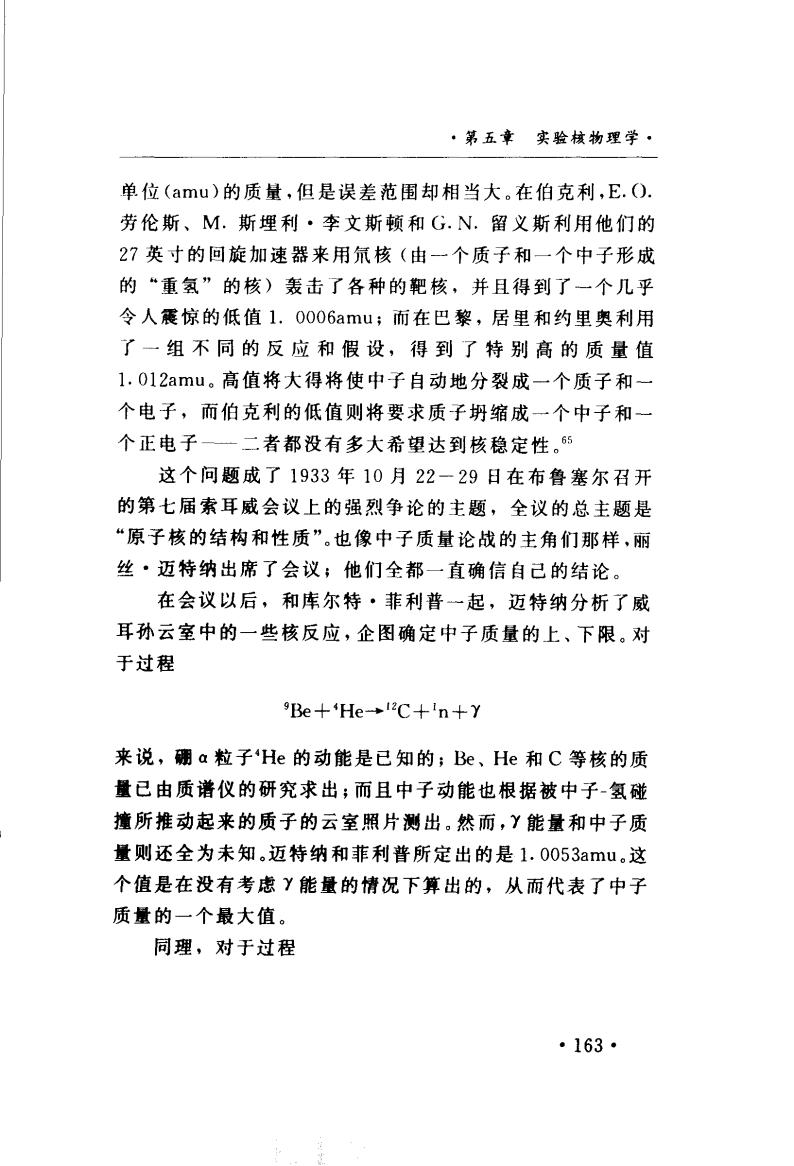 ·第五章 实验核物理学·
单位(amu)的质量,但是误差范围却相当大。在伯克利,E.O.
劳伦斯、M. 斯埋利·李文斯顿和 G.N. 留义斯利用他们的
27 英寸的回旋加速器来用氘核(由一个质子和一个中子形成
的“重氢”的核)轰击了各种的靶核,并且得到了一个几乎
令人震惊的低值 1. 0006amu;而在巴黎,居里和约里奥利用
了一组不同的反应和假设,得到了特别高的质量值
1.012amu。高值将大得将使中子自动地分裂成一个质子和一
个电子,而伯克利的低值则将要求质子坍缩成一个中子和一
个正电子——二者都没有多大希望达到核稳定性。⁶⁵
这个问题成了 1933 年 10 月 22-29 日在布鲁塞尔召开
的第七届索耳威会议上的强烈争论的主题,全议的总主题是
“原子核的结构和性质”。也像中子质量论战的主角们那样,丽
丝·迈特纳出席了会议;他们全都一直确信自己的结论。
在会议以后,和库尔特·菲利普一起,迈特纳分析了威
耳孙云室中的一些核反应,企图确定中子质量的上、下限。对
于过程
⁹Be+⁴He→¹²C+¹n+γ
来说,硼 α 粒子⁴He 的动能是已知的;Be、He 和 C 等核的质
量已由质谱仪的研究求出;而且中子动能也根据被中子-氢碰
撞所推动起来的质子的云室照片测出。然而,γ 能量和中子质
量则还全为未知。迈特纳和菲利普所定出的是 1.0053amu。这
个值是在没有考虑 γ 能量的情况下算出的,从而代表了中子
质量的一个最大值。
同理,对于过程
·163·